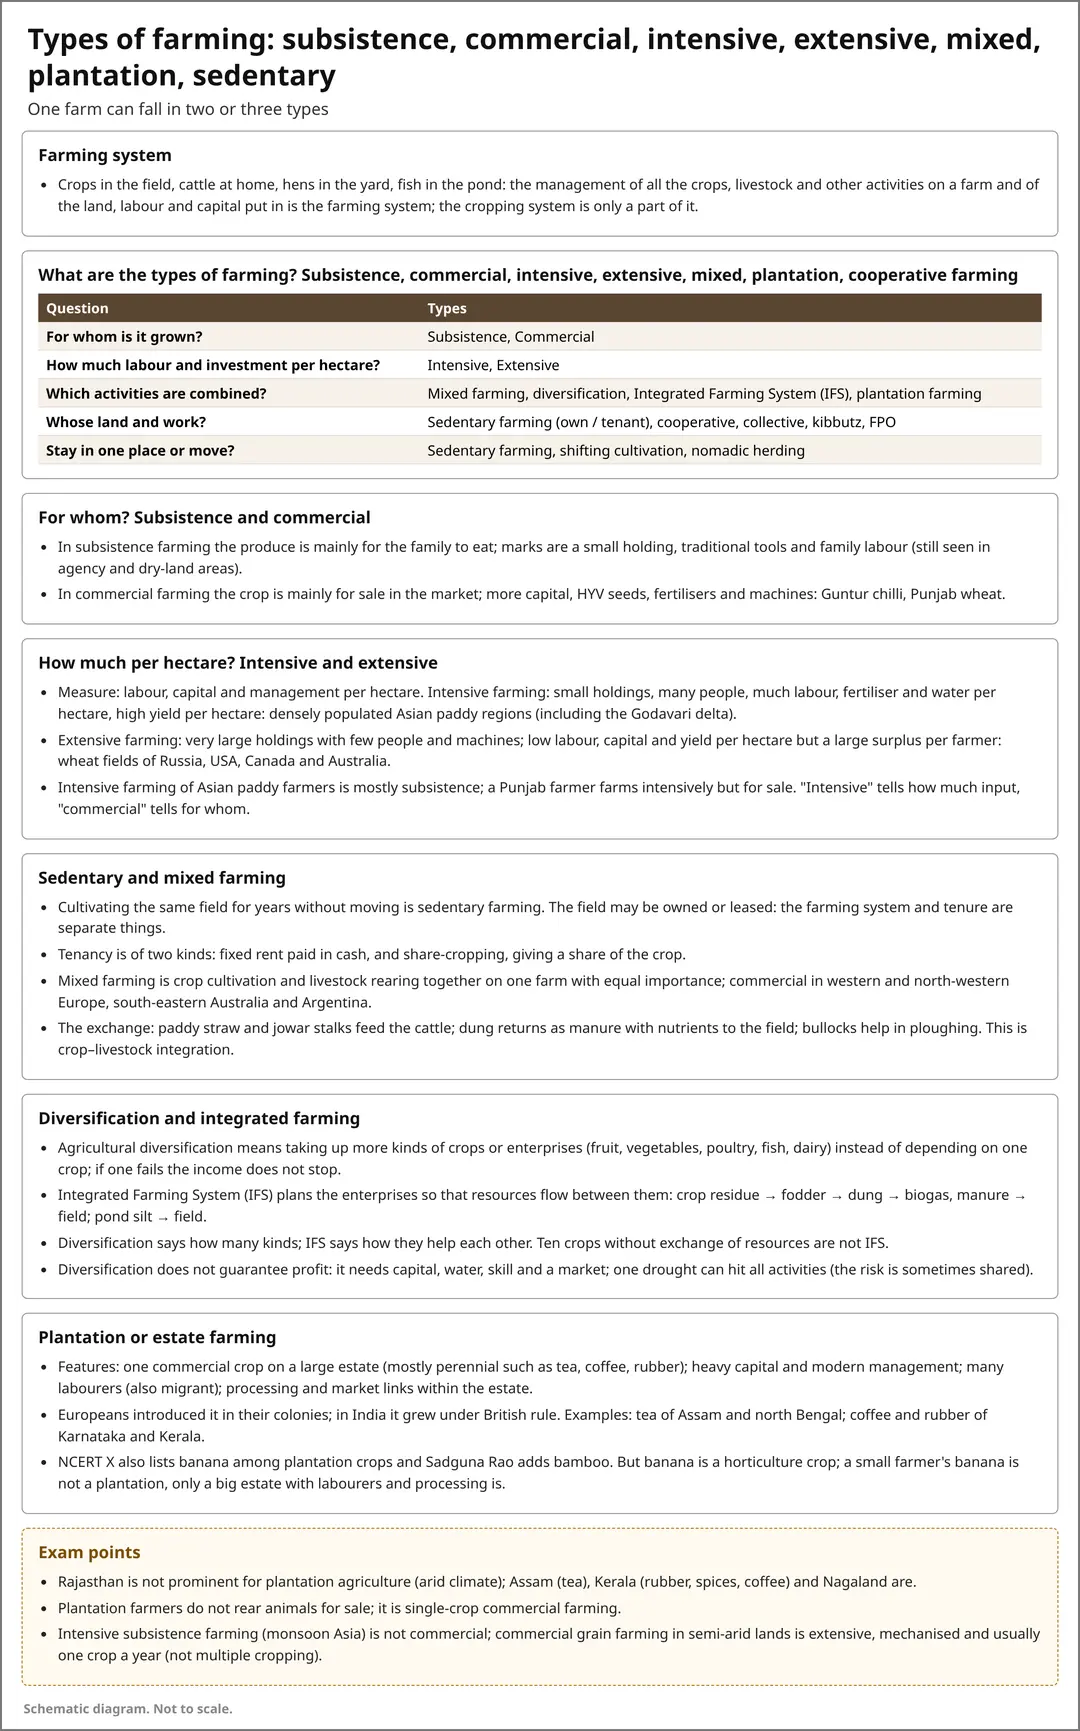 Types of farming: subsistence, commercial, intensive, extensive, mixed,
plantation, sedentary
One farm can fall in two or three types
Farming system
• Crops in the field, cattle at home, hens in the yard, fish in the pond: the management of all the crops, livestock and other activities on a farm and of
the land, labour and capital put in is the farming system; the cropping system is only a part of it.
What are the types of farming? Subsistence, commercial, intensive, extensive, mixed, plantation, cooperative farming
Question Types
For whom is it grown? Subsistence, Commercial
How much labour and investment per hectare? Intensive, Extensive
Which activities are combined? Mixed farming, diversification, Integrated Farming System (IFS), plantation farming
Whose land and work? Sedentary farming (own / tenant), cooperative, collective, kibbutz, FPO
Stay in one place or move? Sedentary farming, shifting cultivation, nomadic herding
For whom? Subsistence and commercial
• In subsistence farming the produce is mainly for the family to eat; marks are a small holding, traditional tools and family labour (still seen in
agency and dry-land areas).
• In commercial farming the crop is mainly for sale in the market; more capital, HYV seeds, fertilisers and machines: Guntur chilli, Punjab wheat.
How much per hectare? Intensive and extensive
• Measure: labour, capital and management per hectare. Intensive farming: small holdings, many people, much labour, fertiliser and water per
hectare, high yield per hectare: densely populated Asian paddy regions (including the Godavari delta).
• Extensive farming: very large holdings with few people and machines; low labour, capital and yield per hectare but a large surplus per farmer:
wheat fields of Russia, USA, Canada and Australia.
• Intensive farming of Asian paddy farmers is mostly subsistence; a Punjab farmer farms intensively but for sale. "Intensive" tells how much input,
"commercial" tells for whom.
Sedentary and mixed farming
• Cultivating the same field for years without moving is sedentary farming. The field may be owned or leased: the farming system and tenure are
separate things.
• Tenancy is of two kinds: fixed rent paid in cash, and share-cropping, giving a share of the crop.
• Mixed farming is crop cultivation and livestock rearing together on one farm with equal importance; commercial in western and north-western
Europe, south-eastern Australia and Argentina.
• The exchange: paddy straw and jowar stalks feed the cattle; dung returns as manure with nutrients to the field; bullocks help in ploughing. This is
crop–livestock integration.
Diversification and integrated farming
• Agricultural diversification means taking up more kinds of crops or enterprises (fruit, vegetables, poultry, fish, dairy) instead of depending on one
crop; if one fails the income does not stop.
• Integrated Farming System (IFS) plans the enterprises so that resources flow between them: crop residue → fodder → dung → biogas, manure →
field; pond silt → field.
• Diversification says how many kinds; IFS says how they help each other. Ten crops without exchange of resources are not IFS.
• Diversification does not guarantee profit: it needs capital, water, skill and a market; one drought can hit all activities (the risk is sometimes shared).
Plantation or estate farming
• Features: one commercial crop on a large estate (mostly perennial such as tea, coffee, rubber); heavy capital and modern management; many
labourers (also migrant); processing and market links within the estate.
• Europeans introduced it in their colonies; in India it grew under British rule. Examples: tea of Assam and north Bengal; coffee and rubber of
Karnataka and Kerala.
• NCERT X also lists banana among plantation crops and Sadguna Rao adds bamboo. But banana is a horticulture crop; a small farmer's banana is
not a plantation, only a big estate with labourers and processing is.
Exam points
• Rajasthan is not prominent for plantation agriculture (arid climate); Assam (tea), Kerala (rubber, spices, coffee) and Nagaland are.
• Plantation farmers do not rear animals for sale; it is single-crop commercial farming.
• Intensive subsistence farming (monsoon Asia) is not commercial; commercial grain farming in semi-arid lands is extensive, mechanised and usually
one crop a year (not multiple cropping).
Schematic diagram. Not to scale.